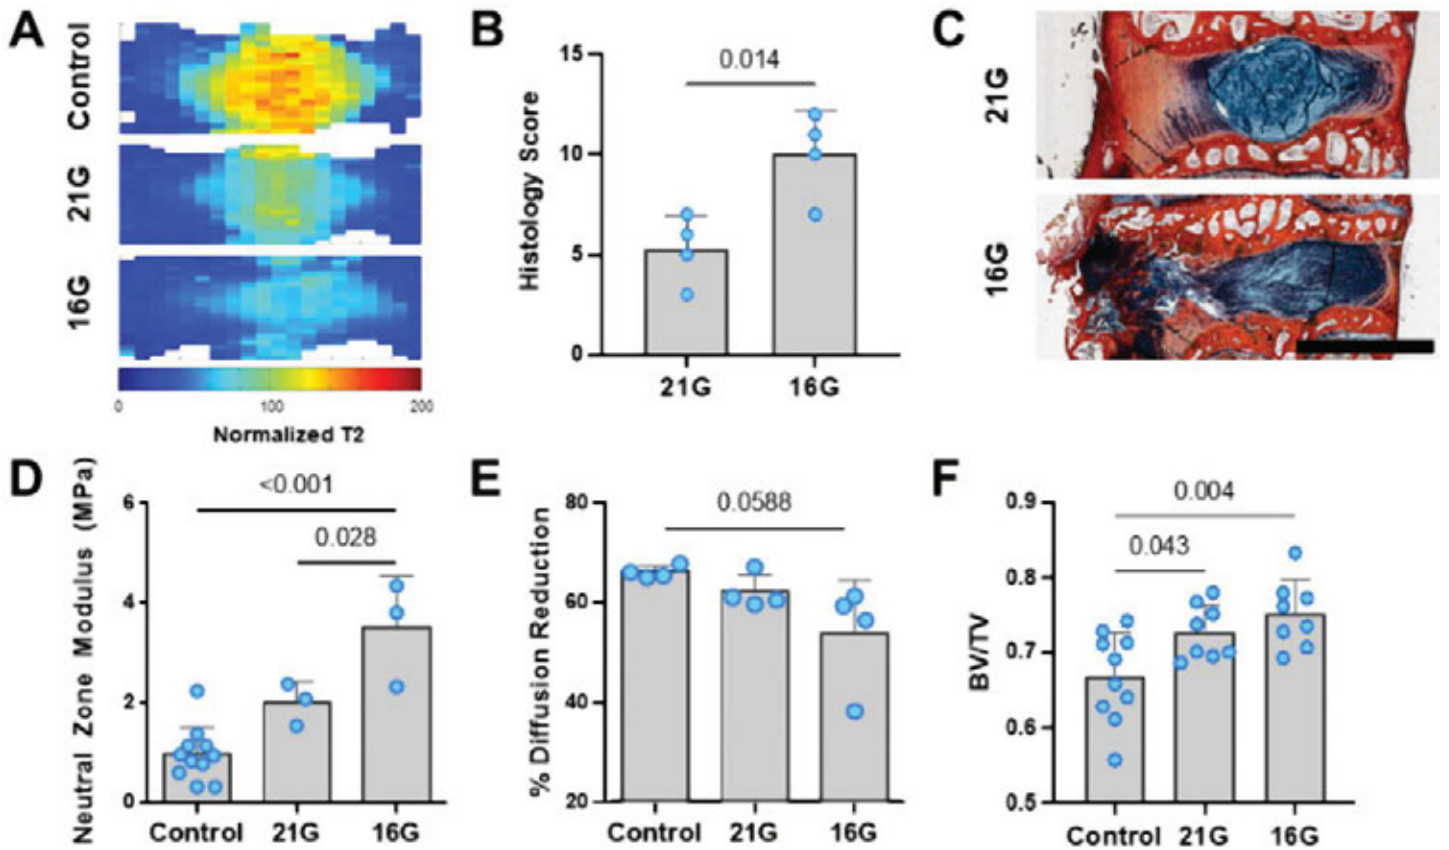 A
Control
21G
16G
0 100 200
Normalized T2
B
Histology Score
15
10
5
0
0.014
21G 16G
C
21G
16G
D
Neutral Zone Modulus (MPa)
6
4
2
0
<0.001
0.028
Control 21G 16G
E
% Diffusion Reduction
80
60
40
20
0.0588
Control 21G 16G
F
BV/TV
0.9
0.8
0.7
0.6
0.5
0.004
0.043
Control 21G 16G